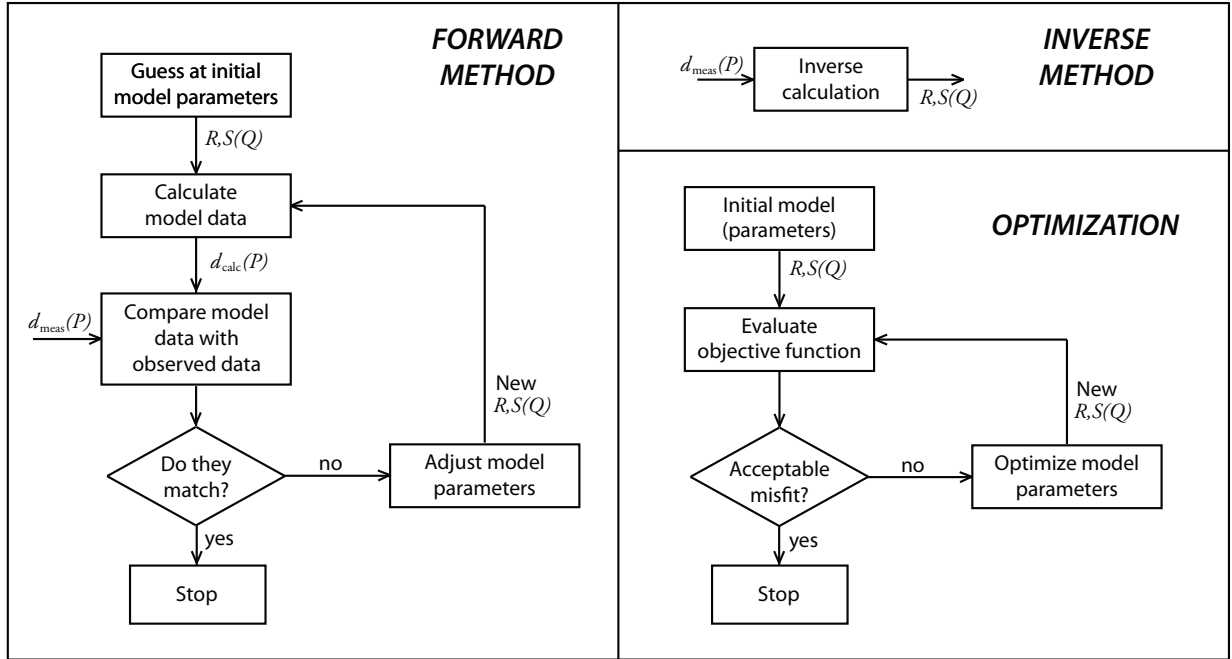 FORWARD
METHOD
Guess at initial
model parameters
R,S(Q)
Calculate
model data
d_calc(P)
d_meas(P)
Compare model
data with
observed data
New
R,S(Q)
Do they
match?
no
Adjust model
parameters
yes
Stop
INVERSE
METHOD
d_meas(P)
Inverse
calculation
R,S(Q)
OPTIMIZATION
Initial model
(parameters)
R,S(Q)
Evaluate
objective function
New
R,S(Q)
Acceptable
misfit?
no
Optimize model
parameters
yes
Stop